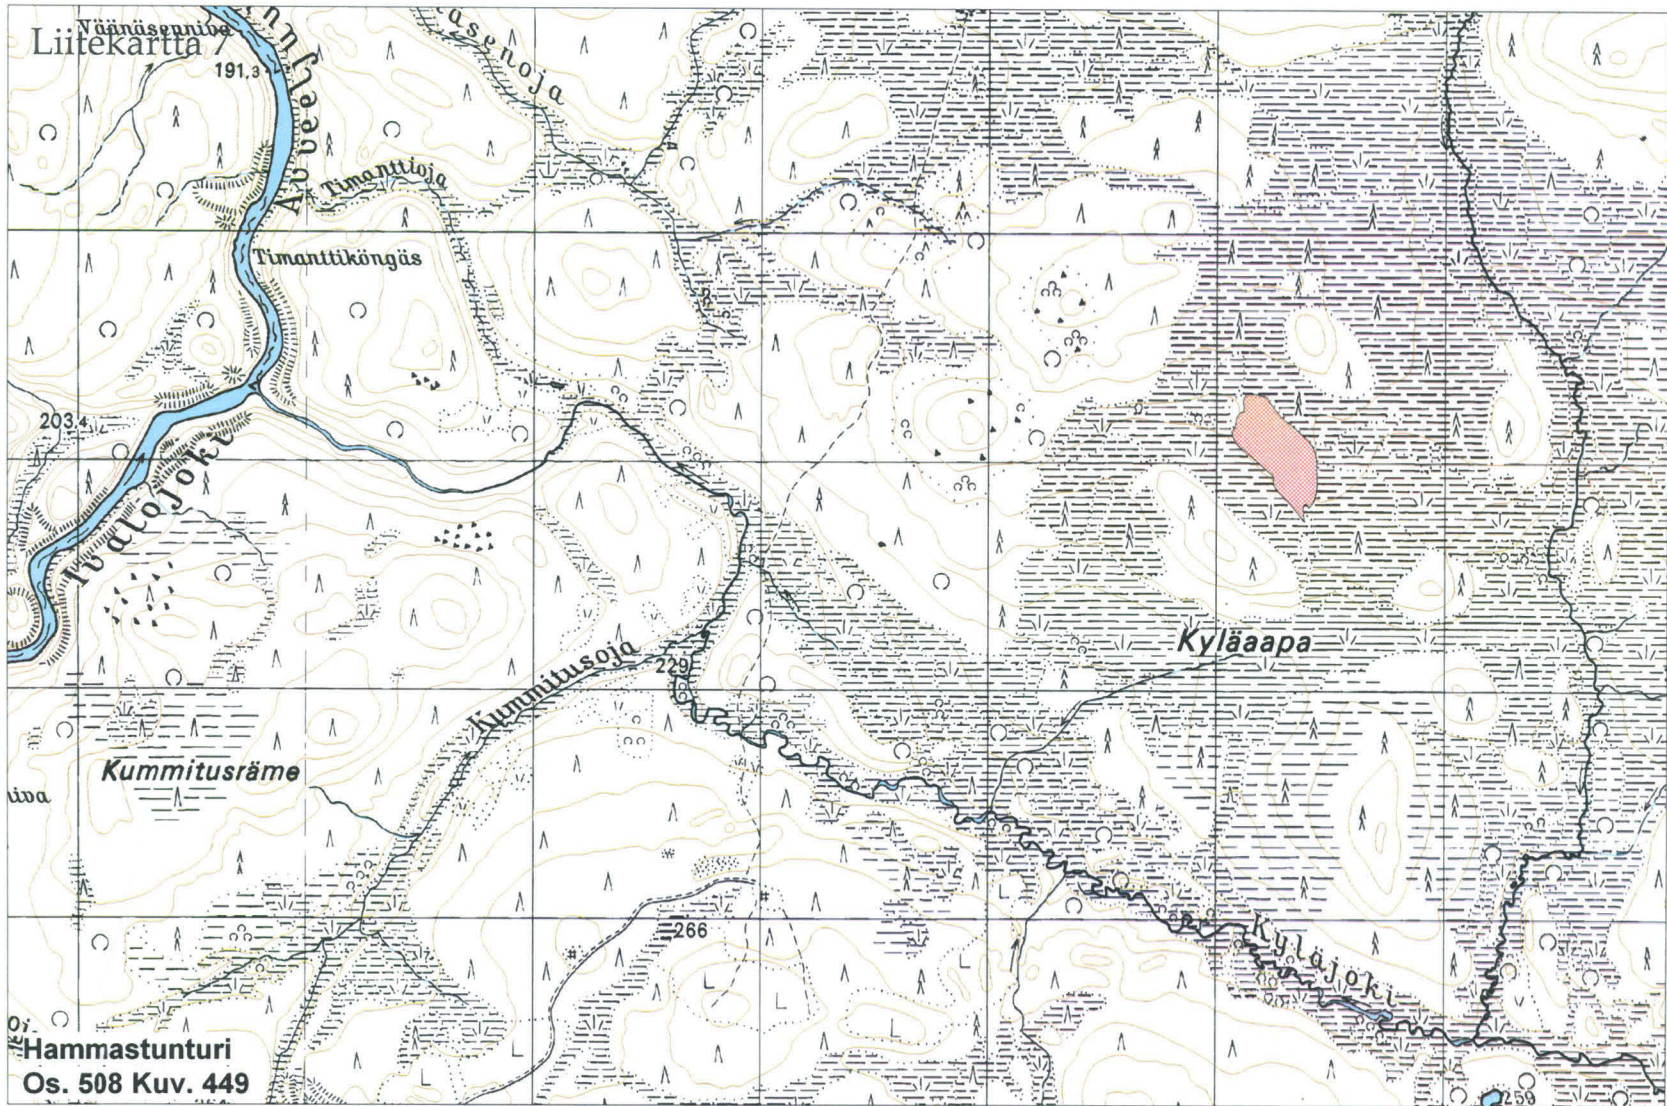 Väänäsenniva
Liitekartta 7
191,3
Timanttioja
Timanttiköngäs
203,4
Ivalojoki
Kummitusoja
229
Kyläaapa
Kummitusräme
266
Kyläjoki
Hammastunturi
Os. 508 Kuv. 449
259